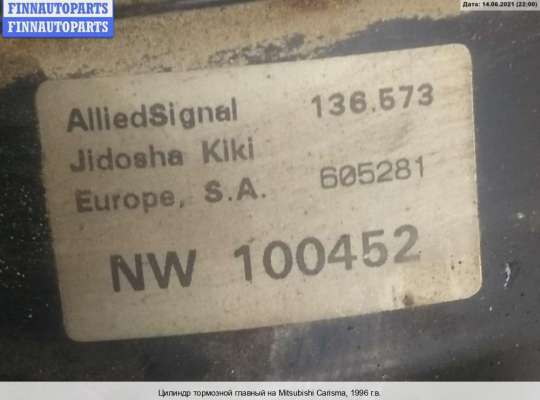 FINNAUTOPARTS
FINNAUTOPARTS
Дата: 14.06.2021 (22:00)
AlliedSignal 136.573
Jidosha Kiki
Europe, S.A. 605281
NW 100452
Цилиндр тормозной главный на Mitsubishi Carisma, 1996 г.в.